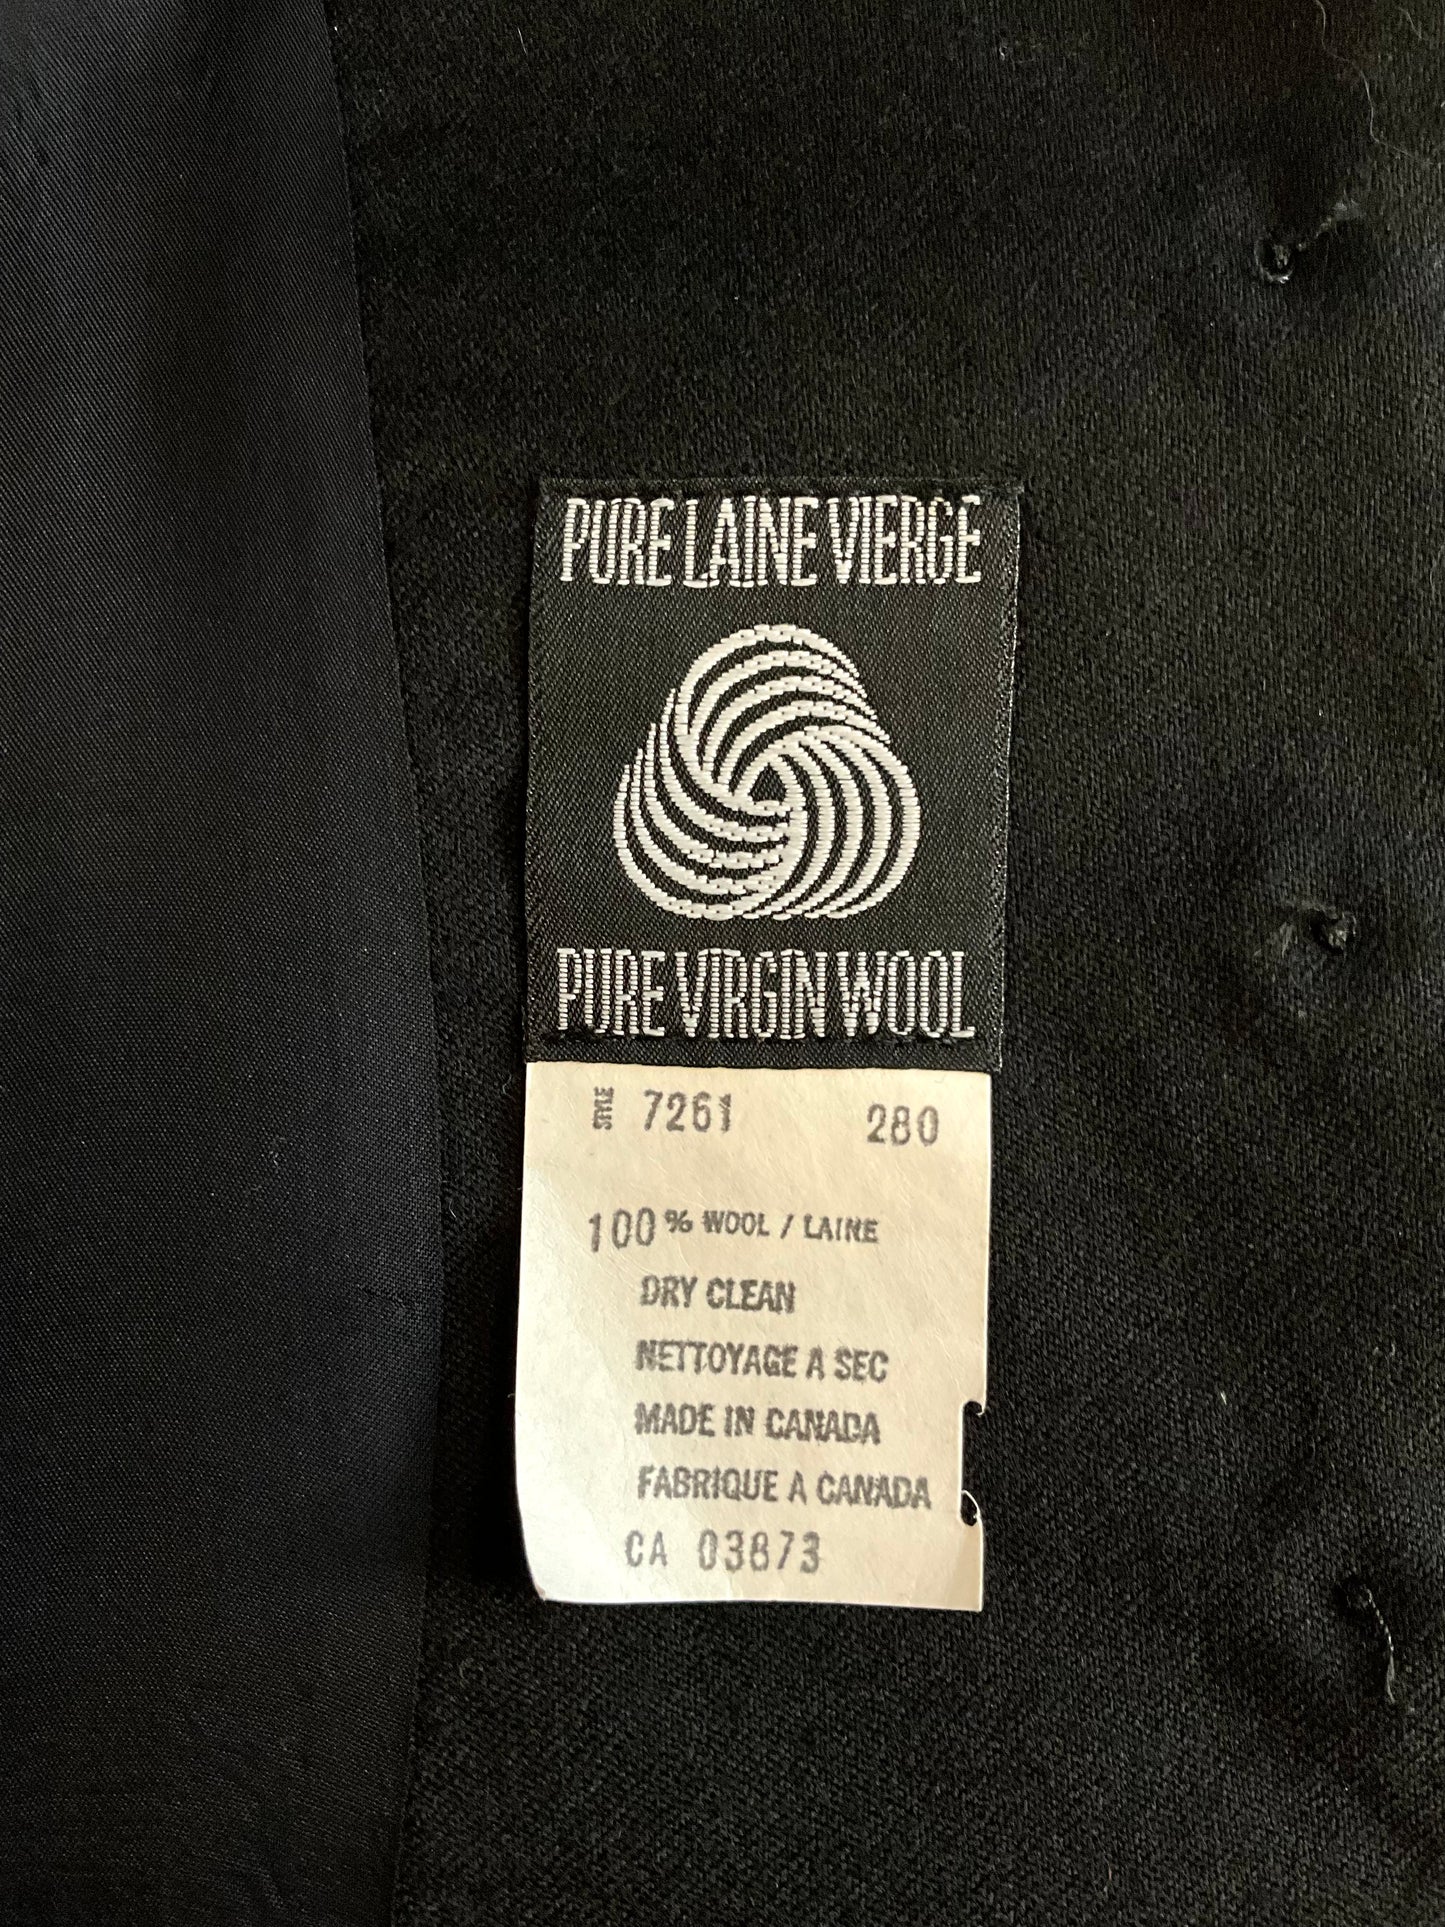 PURE LAINE VIERGE
PURE VIRGIN WOOL
STYLE 7261 280
100% WOOL / LAINE
DRY CLEAN
NETTOYAGE A SEC
MADE IN CANADA
FABRIQUE A CANADA
CA 03873